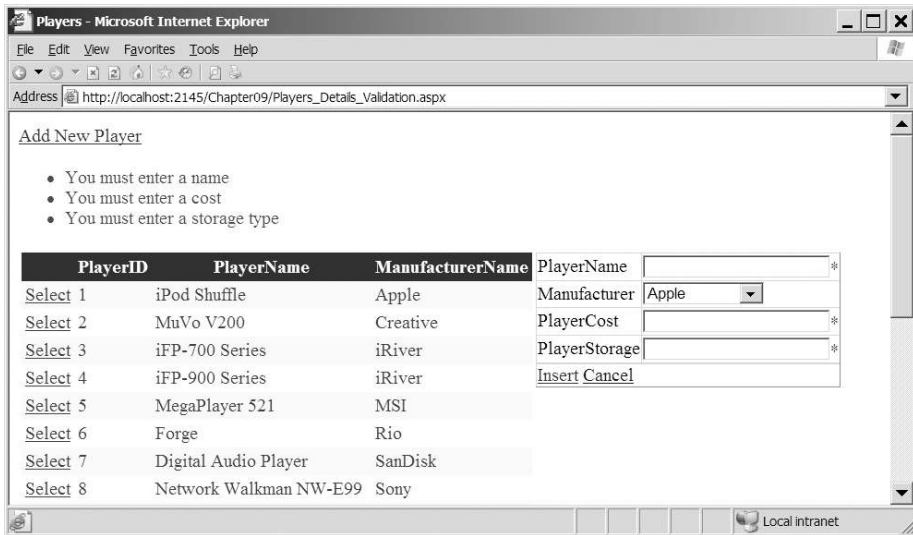 Players - Microsoft Internet Explorer
File Edit View Favorites Tools Help
Address http://localhost:2145/Chapter09/Players_Details_Validation.aspx
Add New Player
• You must enter a name
• You must enter a cost
• You must enter a storage type
PlayerID PlayerName ManufacturerName
Select 1 iPod Shuffle Apple
Select 2 MuVo V200 Creative
Select 3 iFP-700 Series iRiver
Select 4 iFP-900 Series iRiver
Select 5 MegaPlayer 521 MSI
Select 6 Forge Rio
Select 7 Digital Audio Player SanDisk
Select 8 Network Walkman NW-E99 Sony
PlayerName *
Manufacturer Apple
PlayerCost *
PlayerStorage *
Insert Cancel
Local intranet